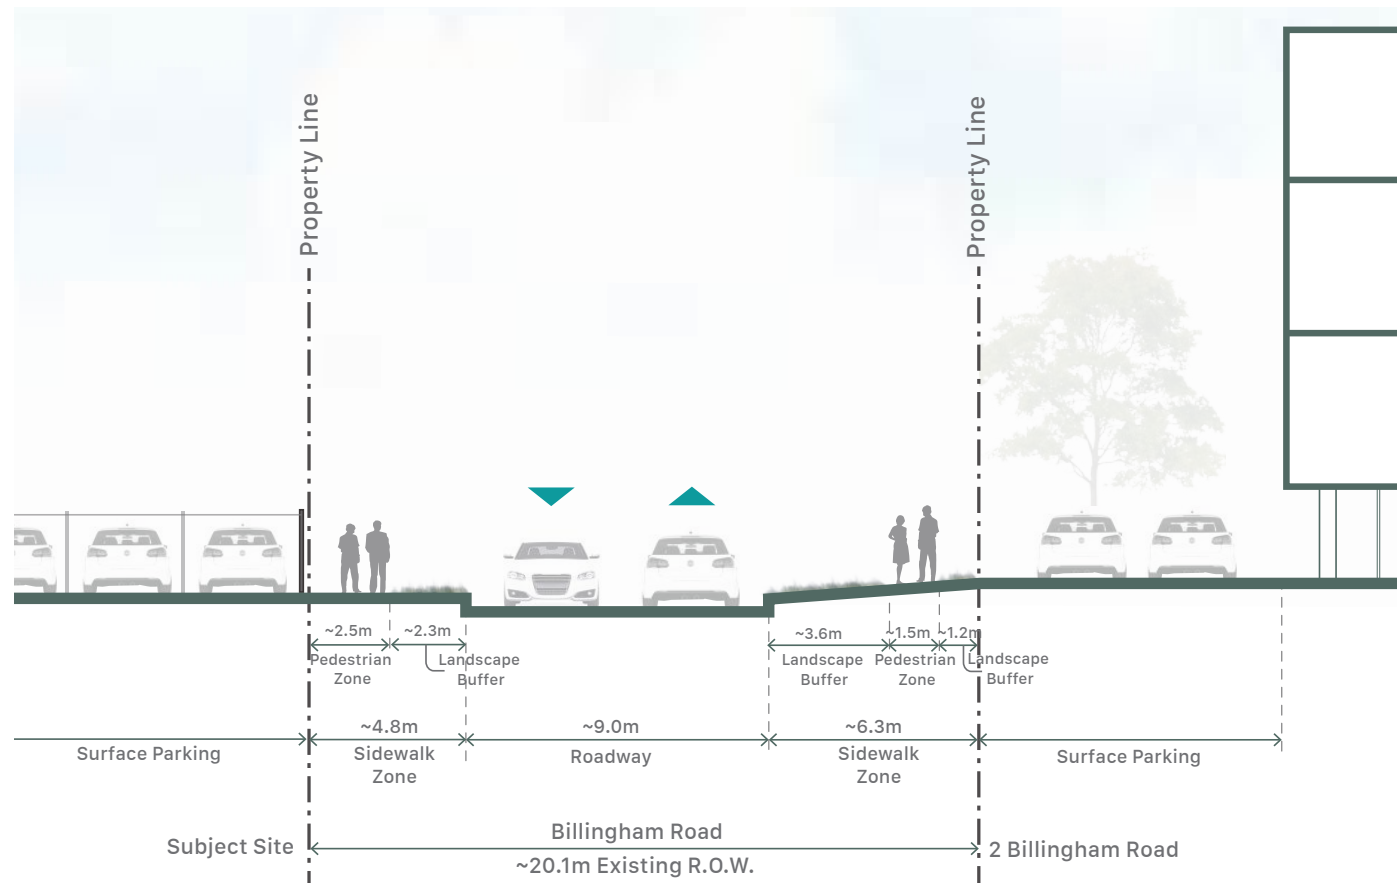 Property Line
Property Line
~2.5m
~2.3m
~3.6m
~1.5m
~1.2m
Pedestrian
Zone
Landscape
Buffer
Landscape
Buffer
Pedestrian
Zone
Landscape
Buffer
~4.8m
~9.0m
~6.3m
Surface Parking
Sidewalk
Zone
Roadway
Sidewalk
Zone
Surface Parking
Subject Site
Billingham Road
~20.1m Existing R.O.W.
2 Billingham Road